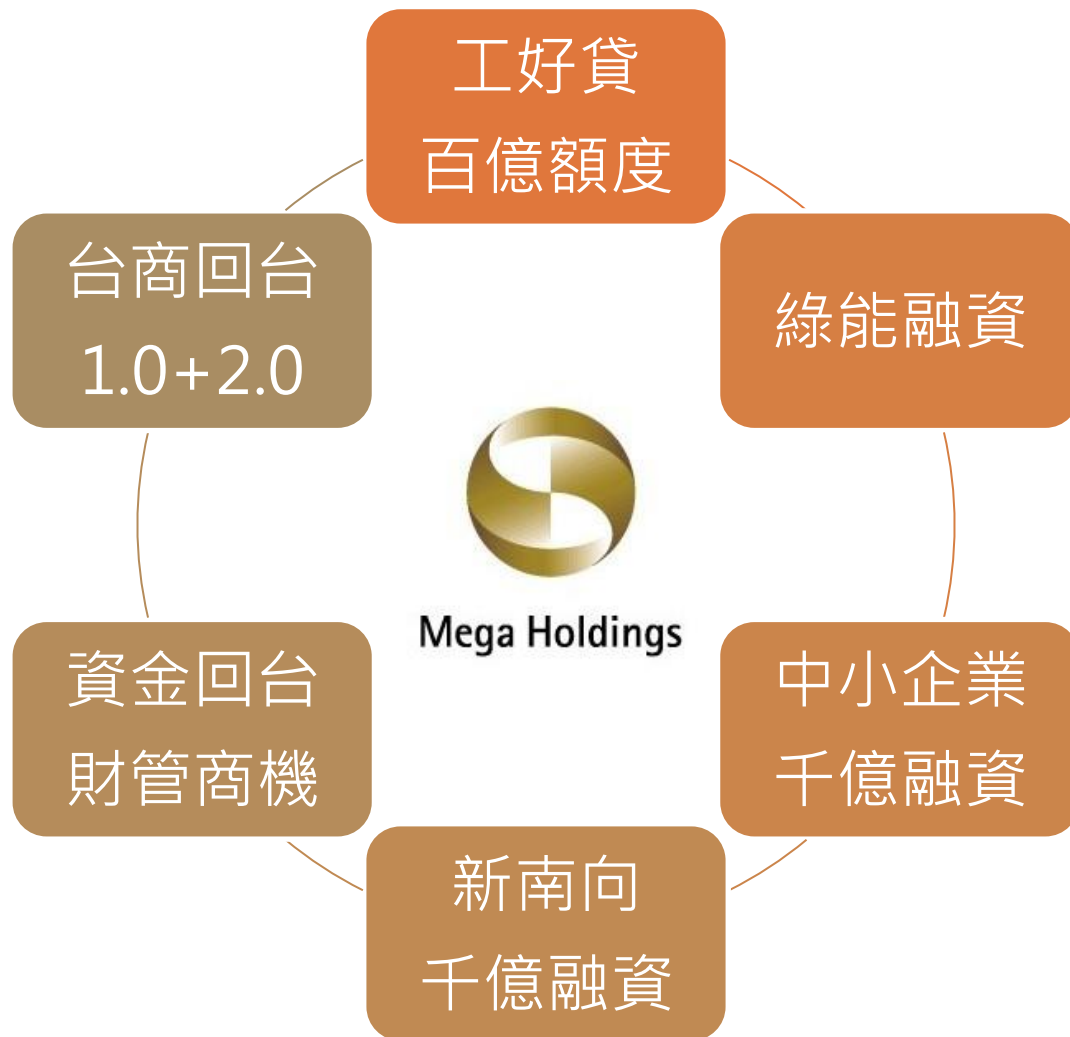 工好貸
百億額度
綠能融資
中小企業
千億融資
新南向
千億融資
資金回台
財管商機
台商回台
1.0+2.0
Mega Holdings